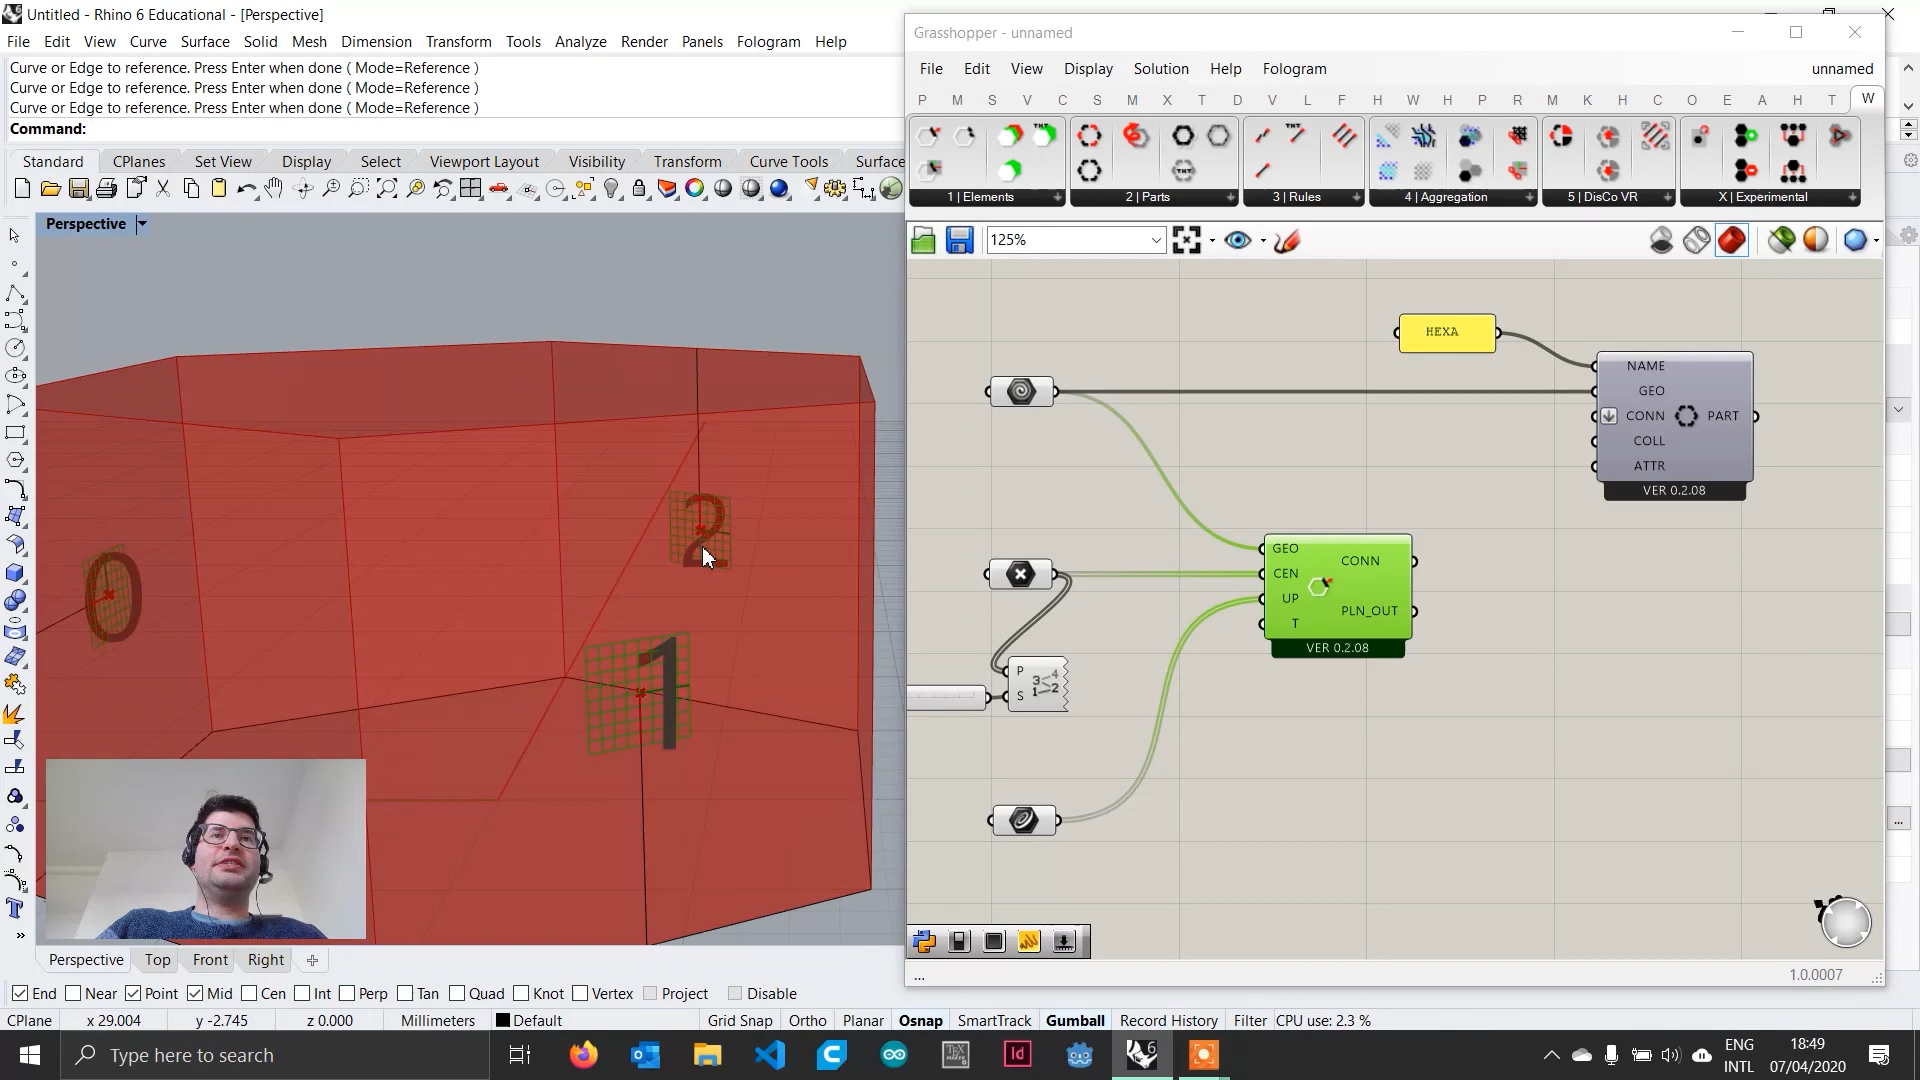 Untitled - Rhino 6 Educational - [Perspective]
File Edit View Curve Surface Solid Mesh Dimension Transform Tools Analyze Render Panels Fologram Help
Curve or Edge to reference. Press Enter when done ( Mode=Reference )
Curve or Edge to reference. Press Enter when done ( Mode=Reference )
Curve or Edge to reference. Press Enter when done ( Mode=Reference )
Command:
Standard CPlanes Set View Display Select Viewport Layout Visibility Transform Curve Tools Surface
Perspective
0
1
2
Grasshopper - unnamed
File Edit View Display Solution Help Fologram unnamed
P M S V C S M X T D V L F H W H P R M K H C O E A H T W
1 | Elements 2 | Parts 3 | Rules 4 | Aggregation 5 | DisCo VR X | Experimental
125%
HEXA
NAME
GEO
CONN PART
COLL
ATTR
VER 0.2.08
GEO
CEN
UP
T
CONN
PLN_OUT
VER 0.2.08
P
S
3 4
1 2
... 1.0.0007
Perspective Top Front Right
End Near Point Mid Cen Int Perp Tan Quad Knot Vertex Project Disable
CPlane x 29.004 y -2.745 z 0.000 Millimeters Default Grid Snap Ortho Planar Osnap SmartTrack Gumball Record History Filter CPU use: 2.3 %
Type here to search
ENG
INTL
18:49
07/04/2020